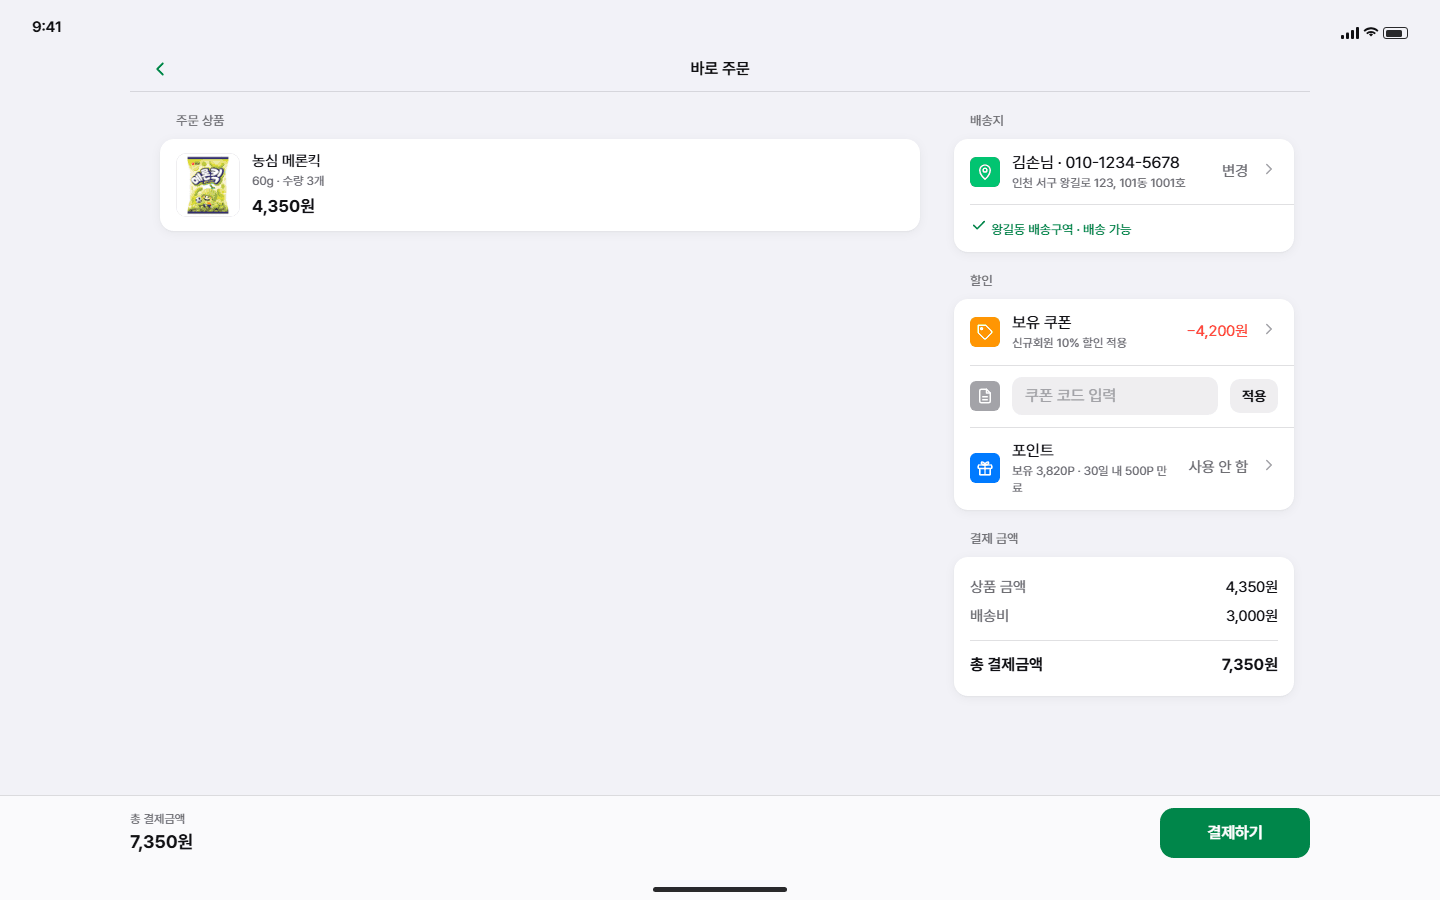 9:41
바로 주문
주문 상품
농심 메론킥
60g · 수량 3개
4,350원
배송지
김손님 · 010-1234-5678
인천 서구 왕길로 123, 101동 1001호
변경
왕길동 배송구역 · 배송 가능
할인
보유 쿠폰
신규회원 10% 할인 적용
−4,200원
쿠폰 코드 입력
적용
포인트
보유 3,820P · 30일 내 500P 만
료
사용 안 함
결제 금액
상품 금액
4,350원
배송비
3,000원
총 결제금액
7,350원
총 결제금액
7,350원
결제하기